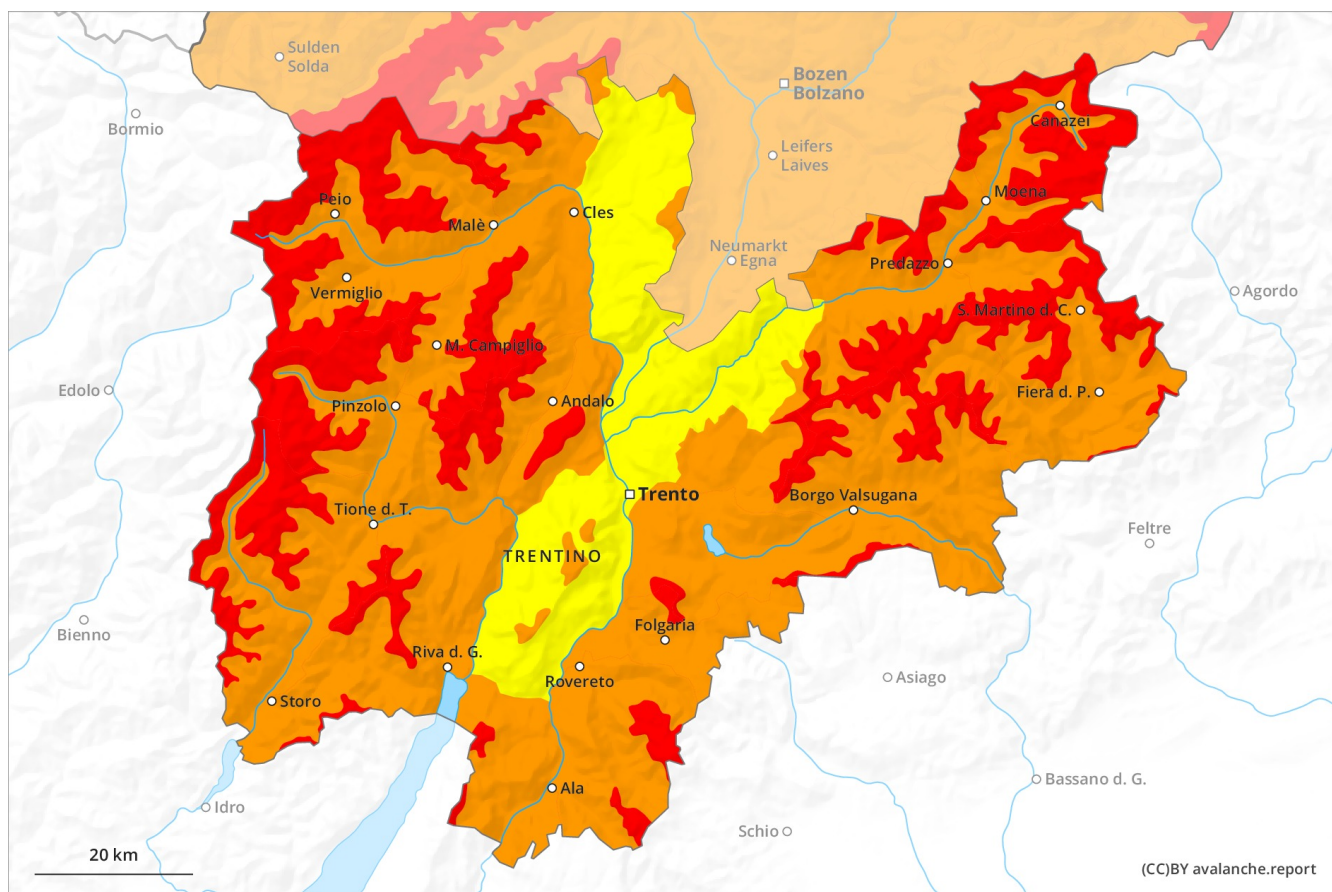 Sulden
Solda
Bozen
Bolzano
Bormio
Canazei
Leifers
Laives
Peio
Moena
Malè
Cles
Neumarkt
Egna
Predazzo
Vermiglio
Agordo
S. Martino d. C.
M. Campiglio
Edolo
Fiera d. P.
Pinzolo
Andalo
Trento
Borgo Valsugana
Tione d. T.
Feltre
TRENTINO
Bienno
Folgaria
Riva d. G.
Asiago
Rovereto
Storo
Bassano d. G.
Ala
Idro
Schio
20 km
(CC)BY avalanche.report